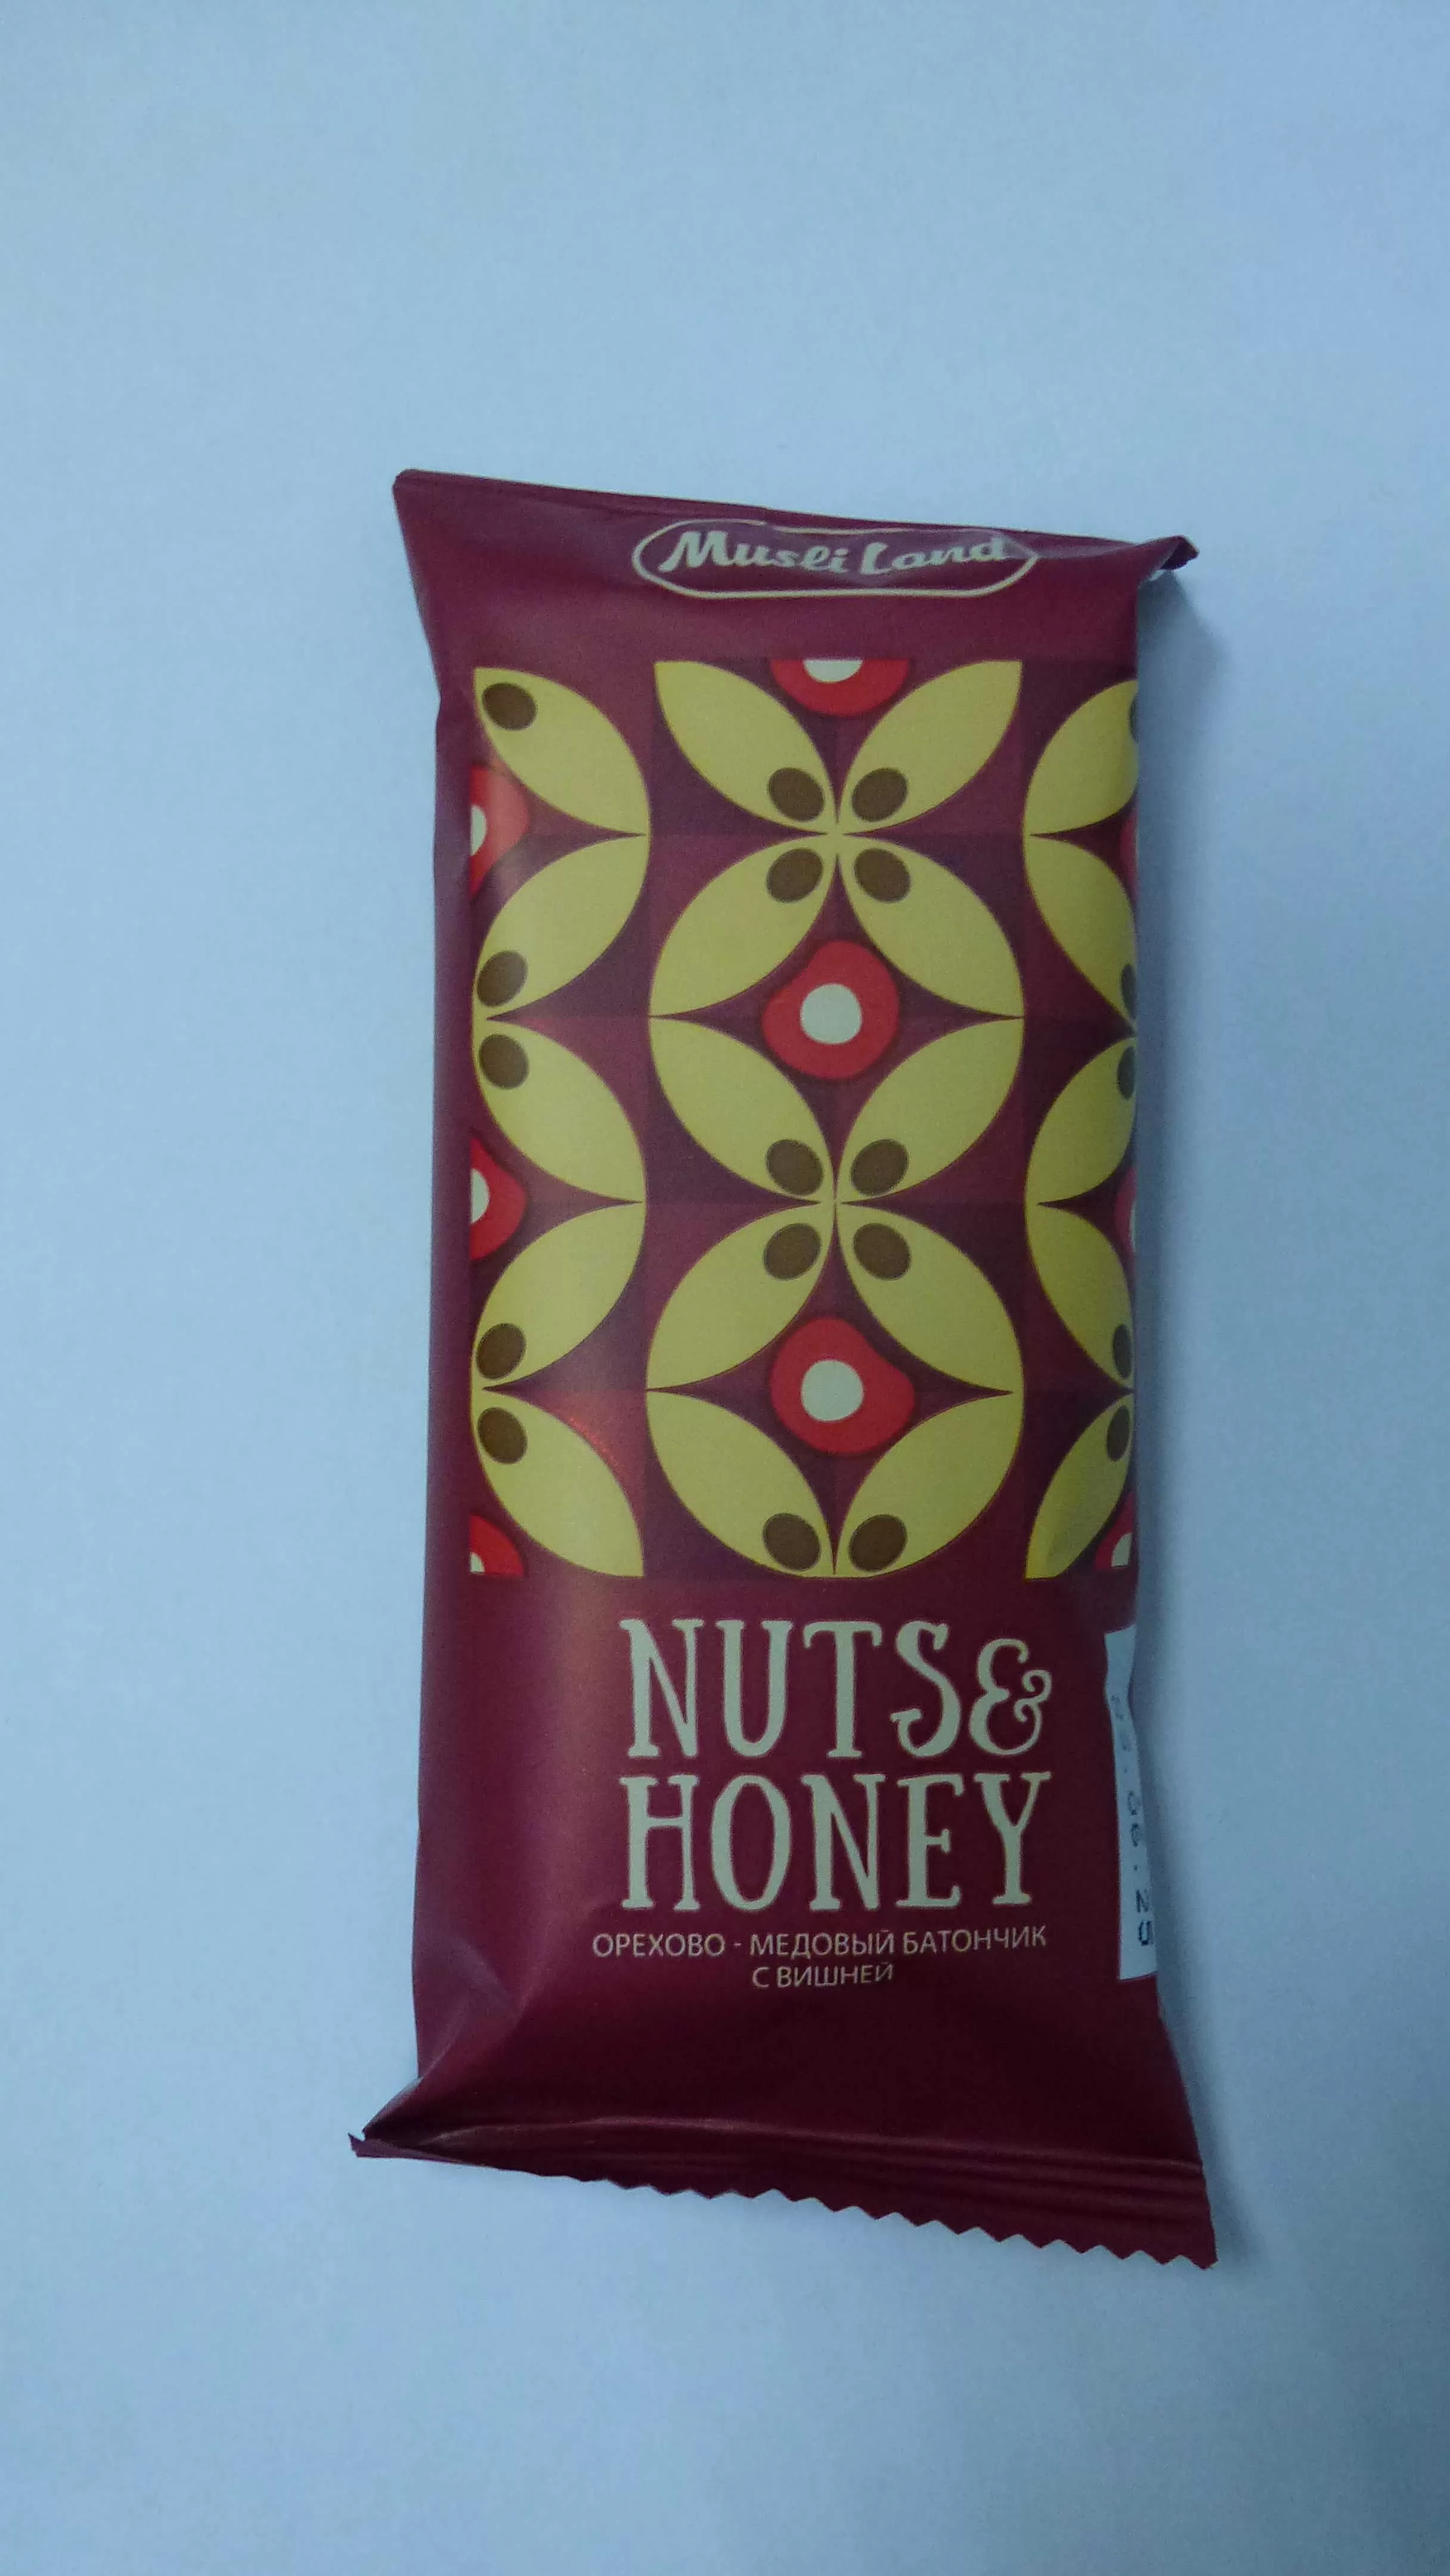 Musli Land
NUTS&
HONEY
ОРЕХОВО - МЕДОВЫЙ БАТОНЧИК
С ВИШНЕЙ